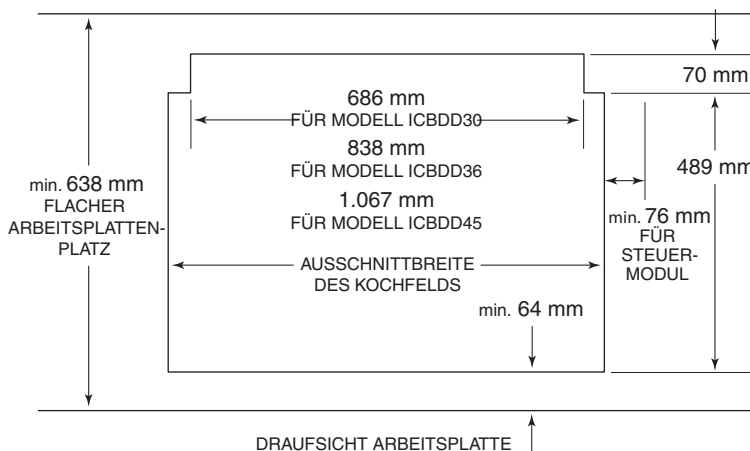 70 mm
686 mm
FÜR MODELL ICBDD30
838 mm
FÜR MODELL ICBDD36
1.067 mm
FÜR MODELL ICBDD45
489 mm
min. 638 mm
FLACHER
ARBEITSPLATTEN-
PLATZ
min. 76 mm
FÜR
STEUER-
MODUL
AUSSCHNITTBREITE
DES KOCHFELDS
min. 64 mm
DRAUFSICHT ARBEITSPLATTE